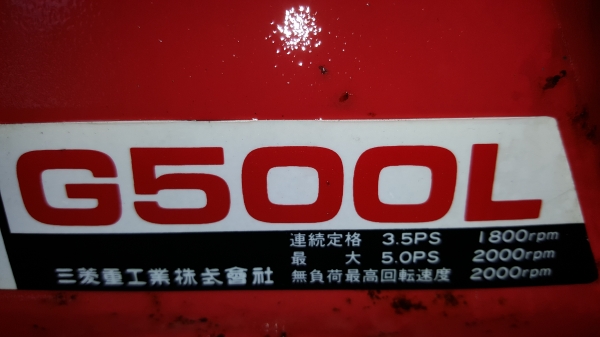 G500L
連続定格 3.5PS 1800rpm
最大 5.0PS 2000rpm
三菱重工業株式會社 無負荷最高回転速度 2000rpm